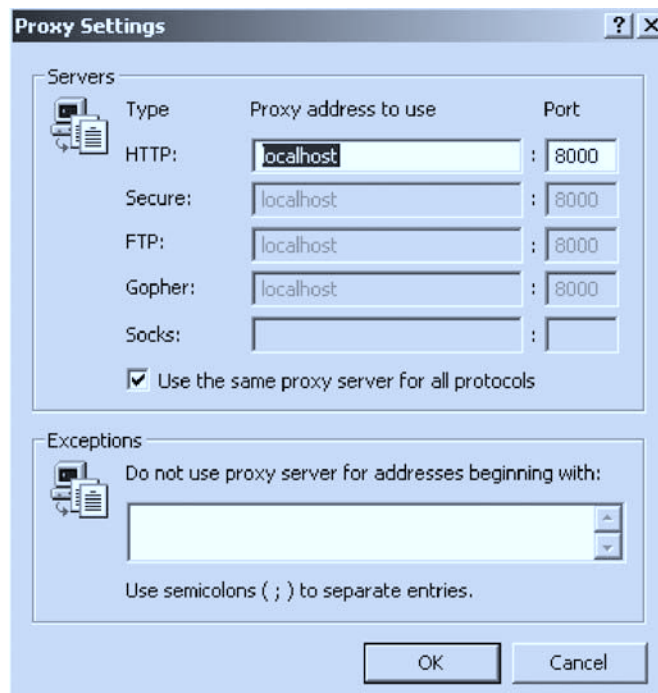 Proxy Settings
Servers
Type Proxy address to use Port
HTTP: localhost : 8000
Secure: localhost : 8000
FTP: localhost : 8000
Gopher: localhost : 8000
Socks: :
Use the same proxy server for all protocols
Exceptions
Do not use proxy server for addresses beginning with:
Use semicolons ( ; ) to separate entries.
OK Cancel